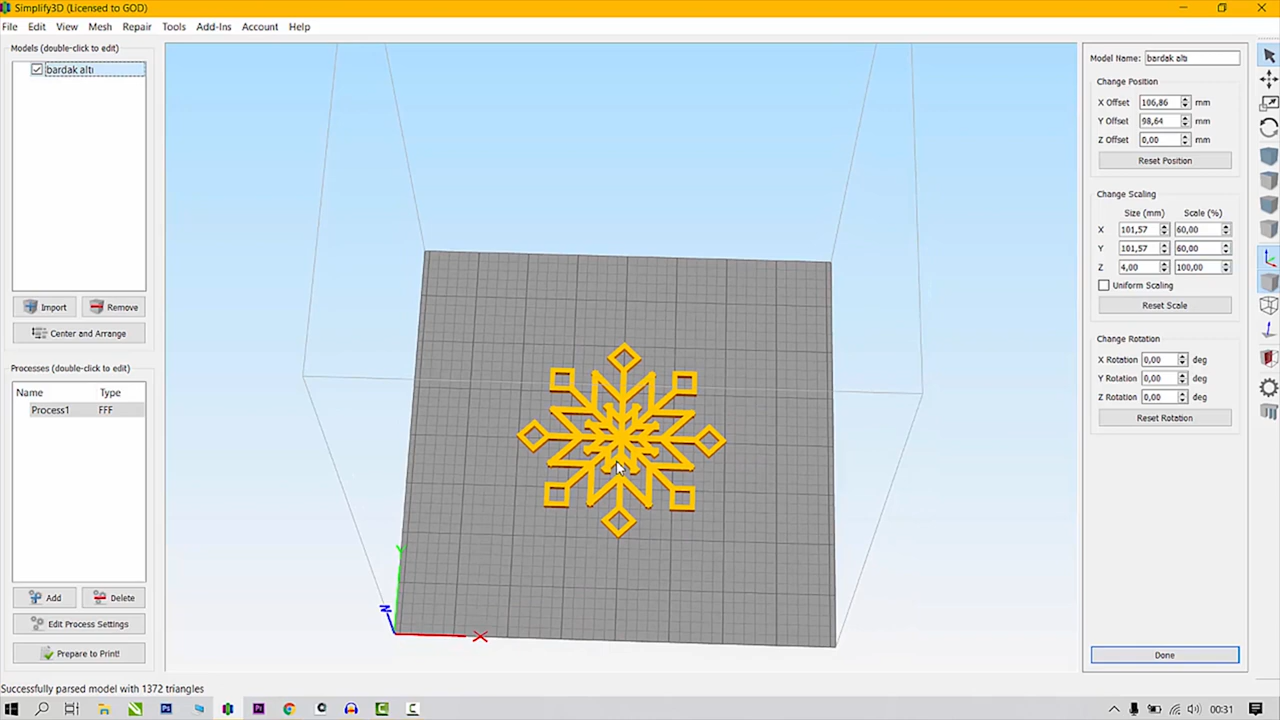 Simplify3D (Licensed to GOD)
File Edit View Mesh Repair Tools Add-Ins Account Help
Models (double-click to edit)
bardak altı
Import Remove
Center and Arrange
Processes (double-click to edit)
Name Type
Process1 FFF
Add Delete
Edit Process Settings
Prepare to Print!
Successfully parsed model with 1372 triangles
Y
Z
X
Model Name: bardak altı
Change Position
X Offset 106,86 mm
Y Offset 98,64 mm
Z Offset 0,00 mm
Reset Position
Change Scaling
Size (mm) Scale (%)
X 101,57 60,00
Y 101,57 60,00
Z 4,00 100,00
Uniform Scaling
Reset Scale
Change Rotation
X Rotation 0,00 deg
Y Rotation 0,00 deg
Z Rotation 0,00 deg
Reset Rotation
Done
00:31